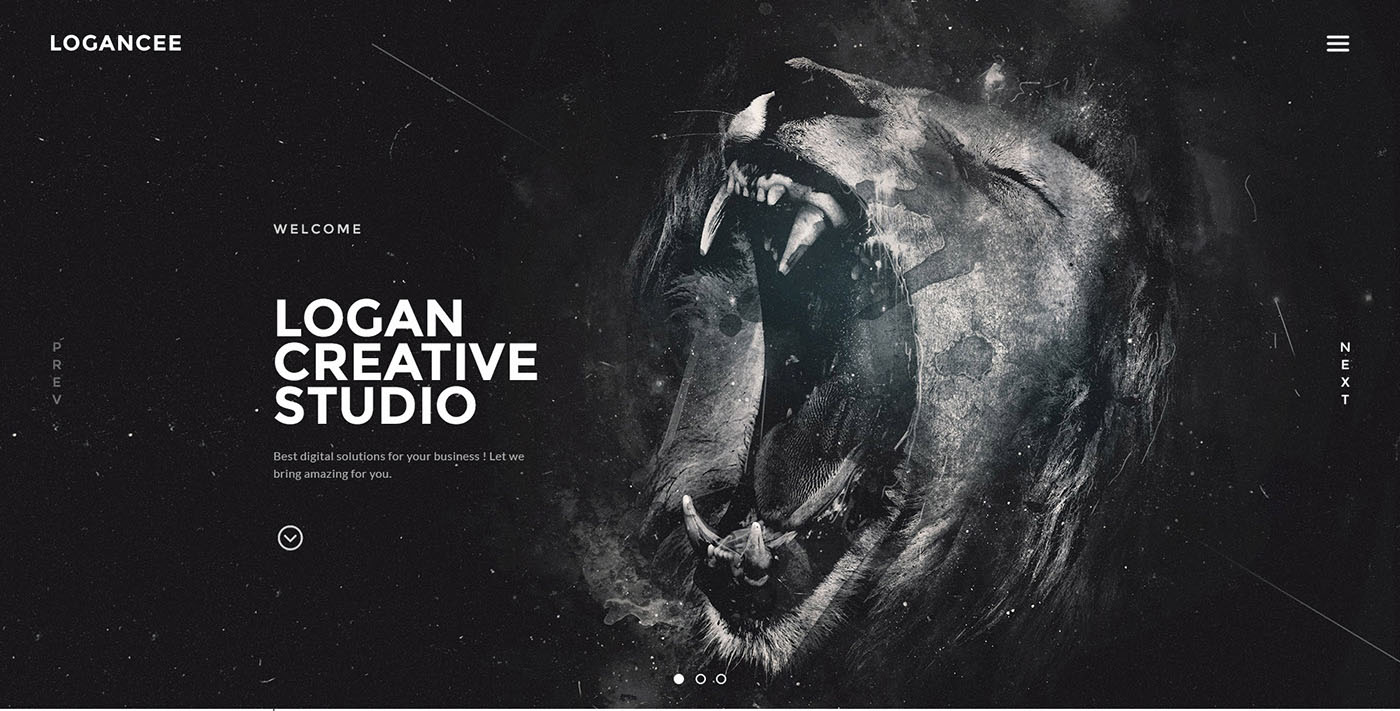 LOGANCEE
WELCOME
LOGAN
CREATIVE
STUDIO
Best digital solutions for your business ! Let we
bring amazing for you.
PREV
NEXT